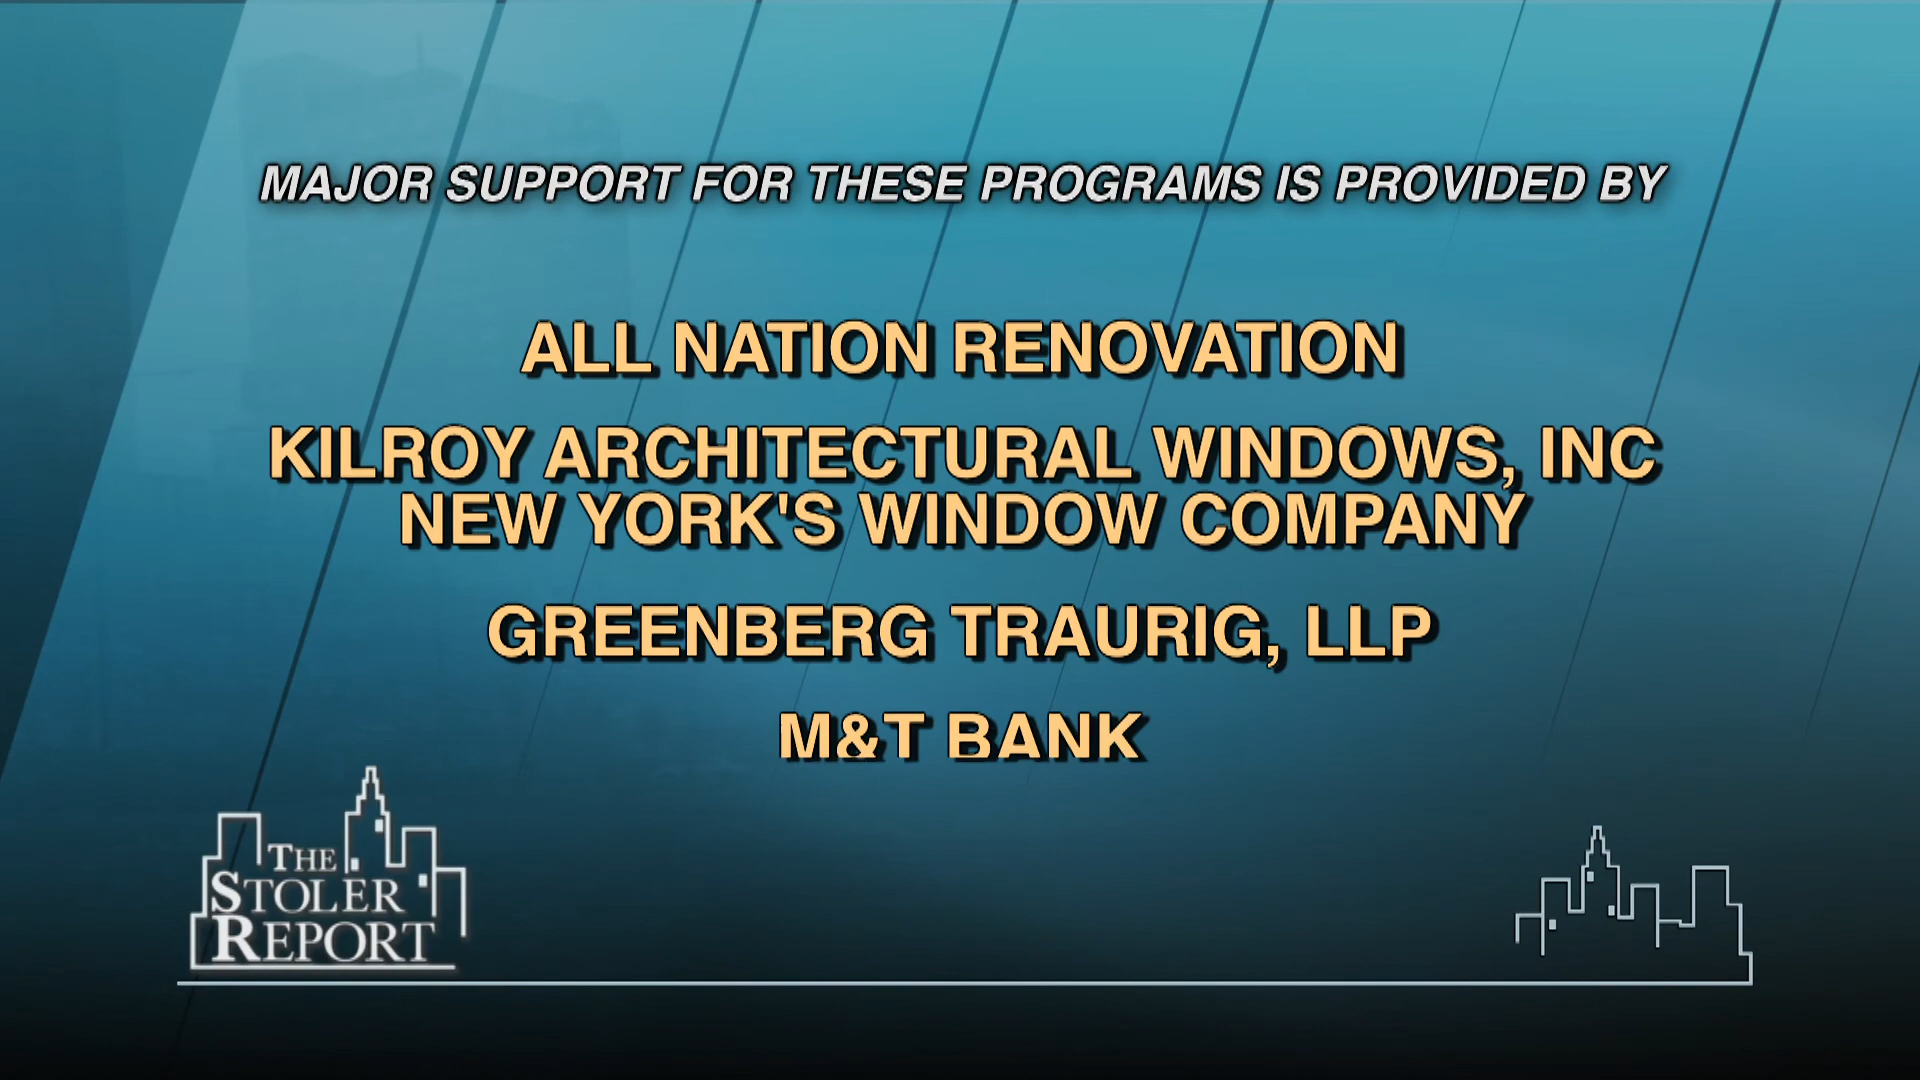 MAJOR SUPPORT FOR THESE PROGRAMS IS PROVIDED BY
ALL NATION RENOVATION
KILROY ARCHITECTURAL WINDOWS, INC
NEW YORK'S WINDOW COMPANY
GREENBERG TRAURIG, LLP
M&T BANK
THE
STOLER
REPORT